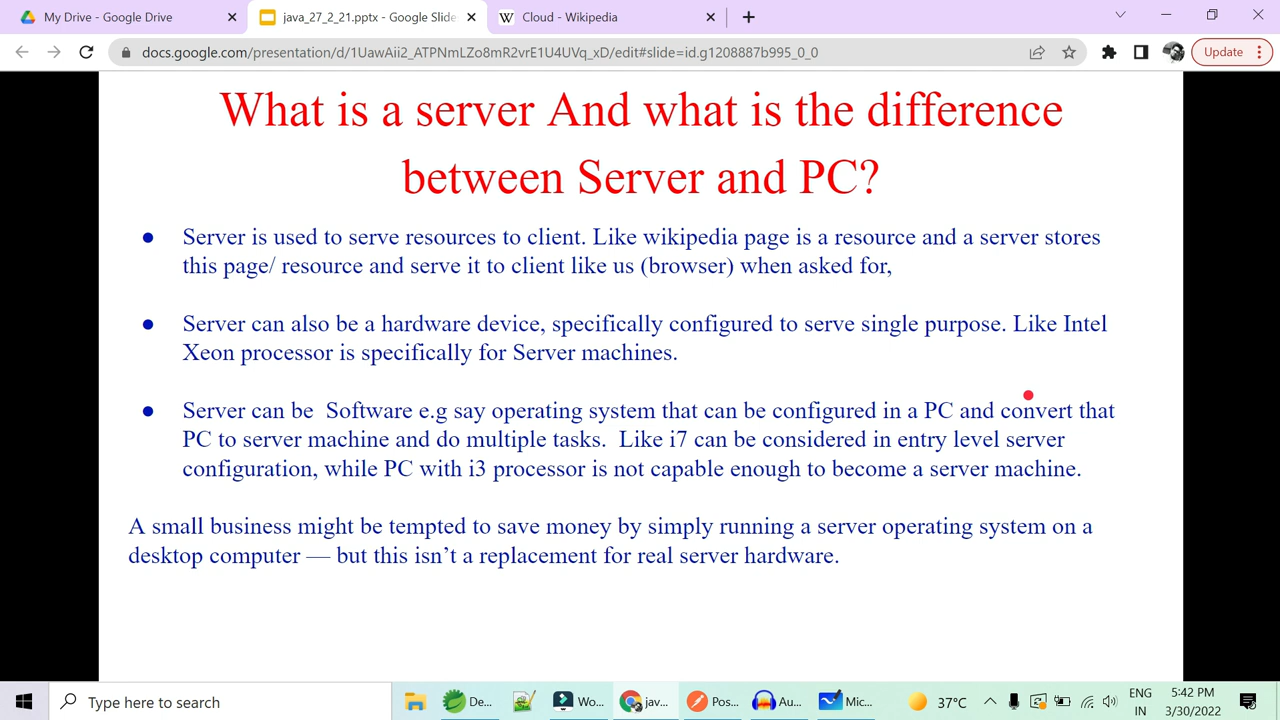 My Drive - Google Drive
java_27_2_21.pptx - Google Slide
W Cloud - Wikipedia
docs.google.com/presentation/d/1UawAii2_ATPNmLZo8mR2vrE1U4UVq_xD/edit#slide=id.g1208887b995_0_0
Update
What is a server And what is the difference
between Server and PC?
● Server is used to serve resources to client. Like wikipedia page is a resource and a server stores
this page/ resource and serve it to client like us (browser) when asked for,
● Server can also be a hardware device, specifically configured to serve single purpose. Like Intel
Xeon processor is specifically for Server machines.
● Server can be  Software e.g say operating system that can be configured in a PC and convert that
PC to server machine and do multiple tasks.  Like i7 can be considered in entry level server
configuration, while PC with i3 processor is not capable enough to become a server machine.
A small business might be tempted to save money by simply running a server operating system on a
desktop computer — but this isn't a replacement for real server hardware.
Type here to search
De...
Wo...
jav...
Pos...
Au...
Mic...
37°C
ENG
IN
5:42 PM
3/30/2022